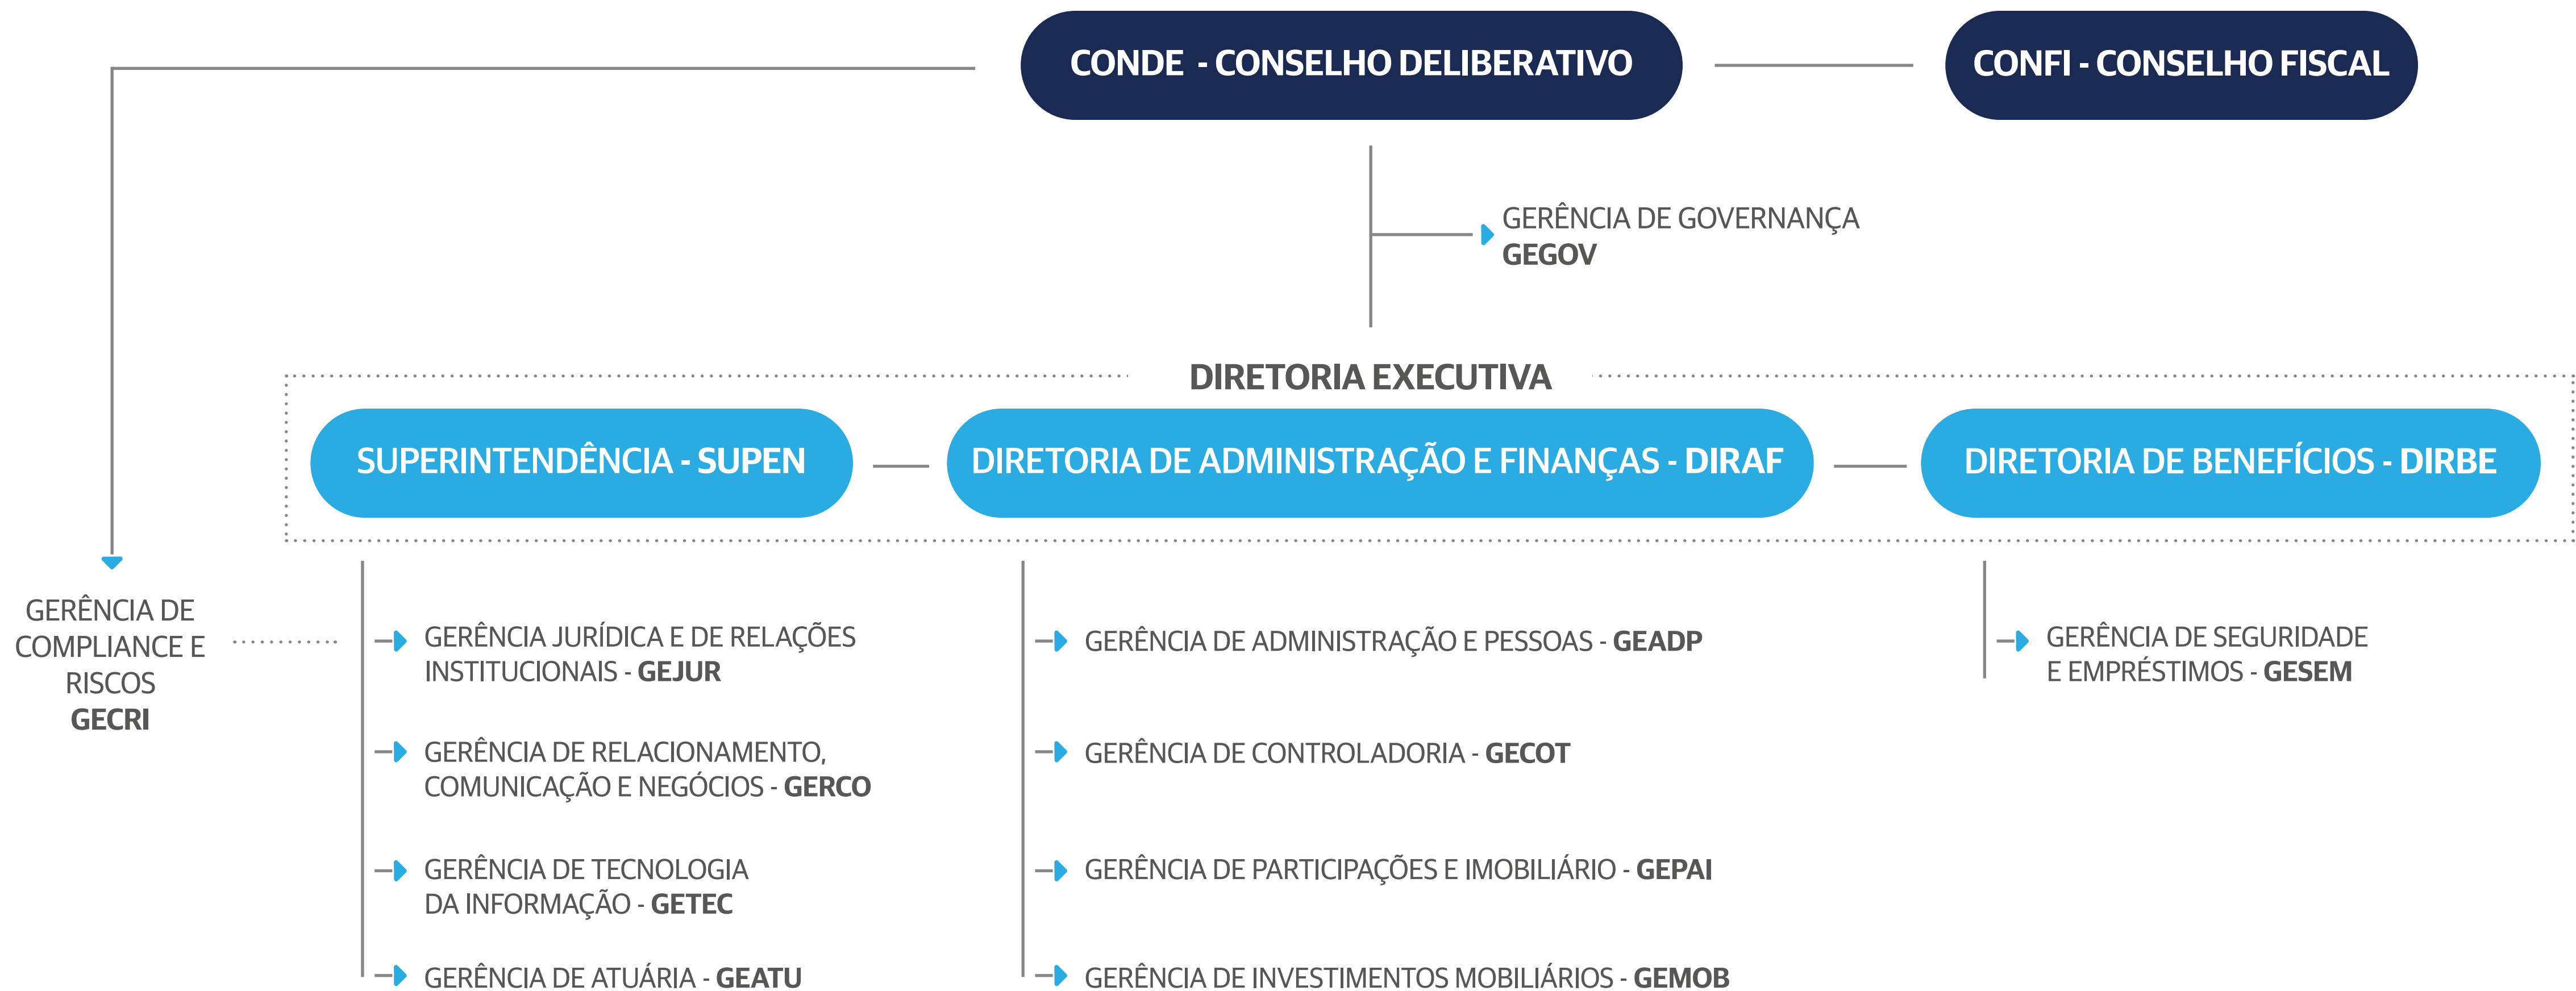 CONDE - CONSELHO DELIBERATIVO
CONFI - CONSELHO FISCAL
GERÊNCIA DE GOVERNANÇA
GEGOV
DIRETORIA EXECUTIVA
SUPERINTENDÊNCIA - SUPEN
DIRETORIA DE ADMINISTRAÇÃO E FINANÇAS - DIRAF
DIRETORIA DE BENEFÍCIOS - DIRBE
GERÊNCIA DE
COMPLIANCE E
RISCOS
GECRI
GERÊNCIA JURÍDICA E DE RELAÇÕES
INSTITUCIONAIS - GEJUR
GERÊNCIA DE RELACIONAMENTO,
COMUNICAÇÃO E NEGÓCIOS - GERCO
GERÊNCIA DE TECNOLOGIA
DA INFORMAÇÃO - GETEC
GERÊNCIA DE ATUÁRIA - GEATU
GERÊNCIA DE ADMINISTRAÇÃO E PESSOAS - GEADP
GERÊNCIA DE CONTROLADORIA - GECOT
GERÊNCIA DE PARTICIPAÇÕES E IMOBILIÁRIO - GEPAI
GERÊNCIA DE INVESTIMENTOS MOBILIÁRIOS - GEMOB
GERÊNCIA DE SEGURIDADE
E EMPRÉSTIMOS - GESEM